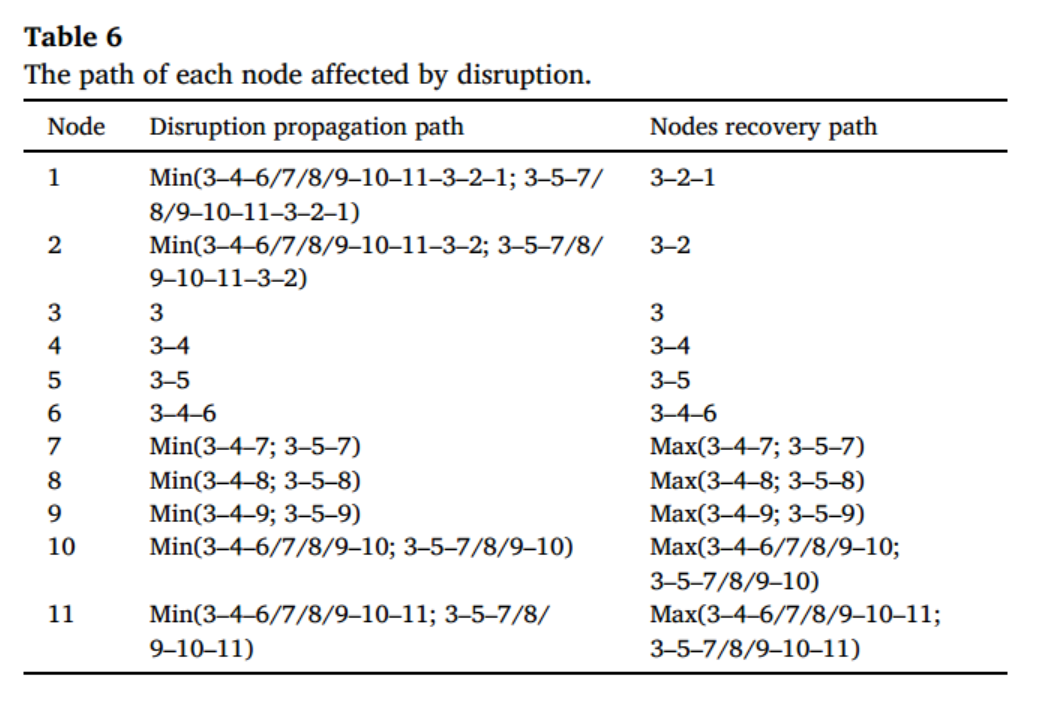 Table 6
The path of each node affected by disruption.
Node Disruption propagation path Nodes recovery path
1 Min(3–4–6/7/8/9–10–11–3–2–1; 3–5–7/ 3–2–1
8/9–10–11–3–2–1)
2 Min(3–4–6/7/8/9–10–11–3–2; 3–5–7/8/ 3–2
9–10–11–3–2)
3 3 3
4 3–4 3–4
5 3–5 3–5
6 3–4–6 3–4–6
7 Min(3–4–7; 3–5–7) Max(3–4–7; 3–5–7)
8 Min(3–4–8; 3–5–8) Max(3–4–8; 3–5–8)
9 Min(3–4–9; 3–5–9) Max(3–4–9; 3–5–9)
10 Min(3–4–6/7/8/9–10; 3–5–7/8/9–10) Max(3–4–6/7/8/9–10;
3–5–7/8/9–10)
11 Min(3–4–6/7/8/9–10–11; 3–5–7/8/ Max(3–4–6/7/8/9–10–11;
9–10–11) 3–5–7/8/9–10–11)